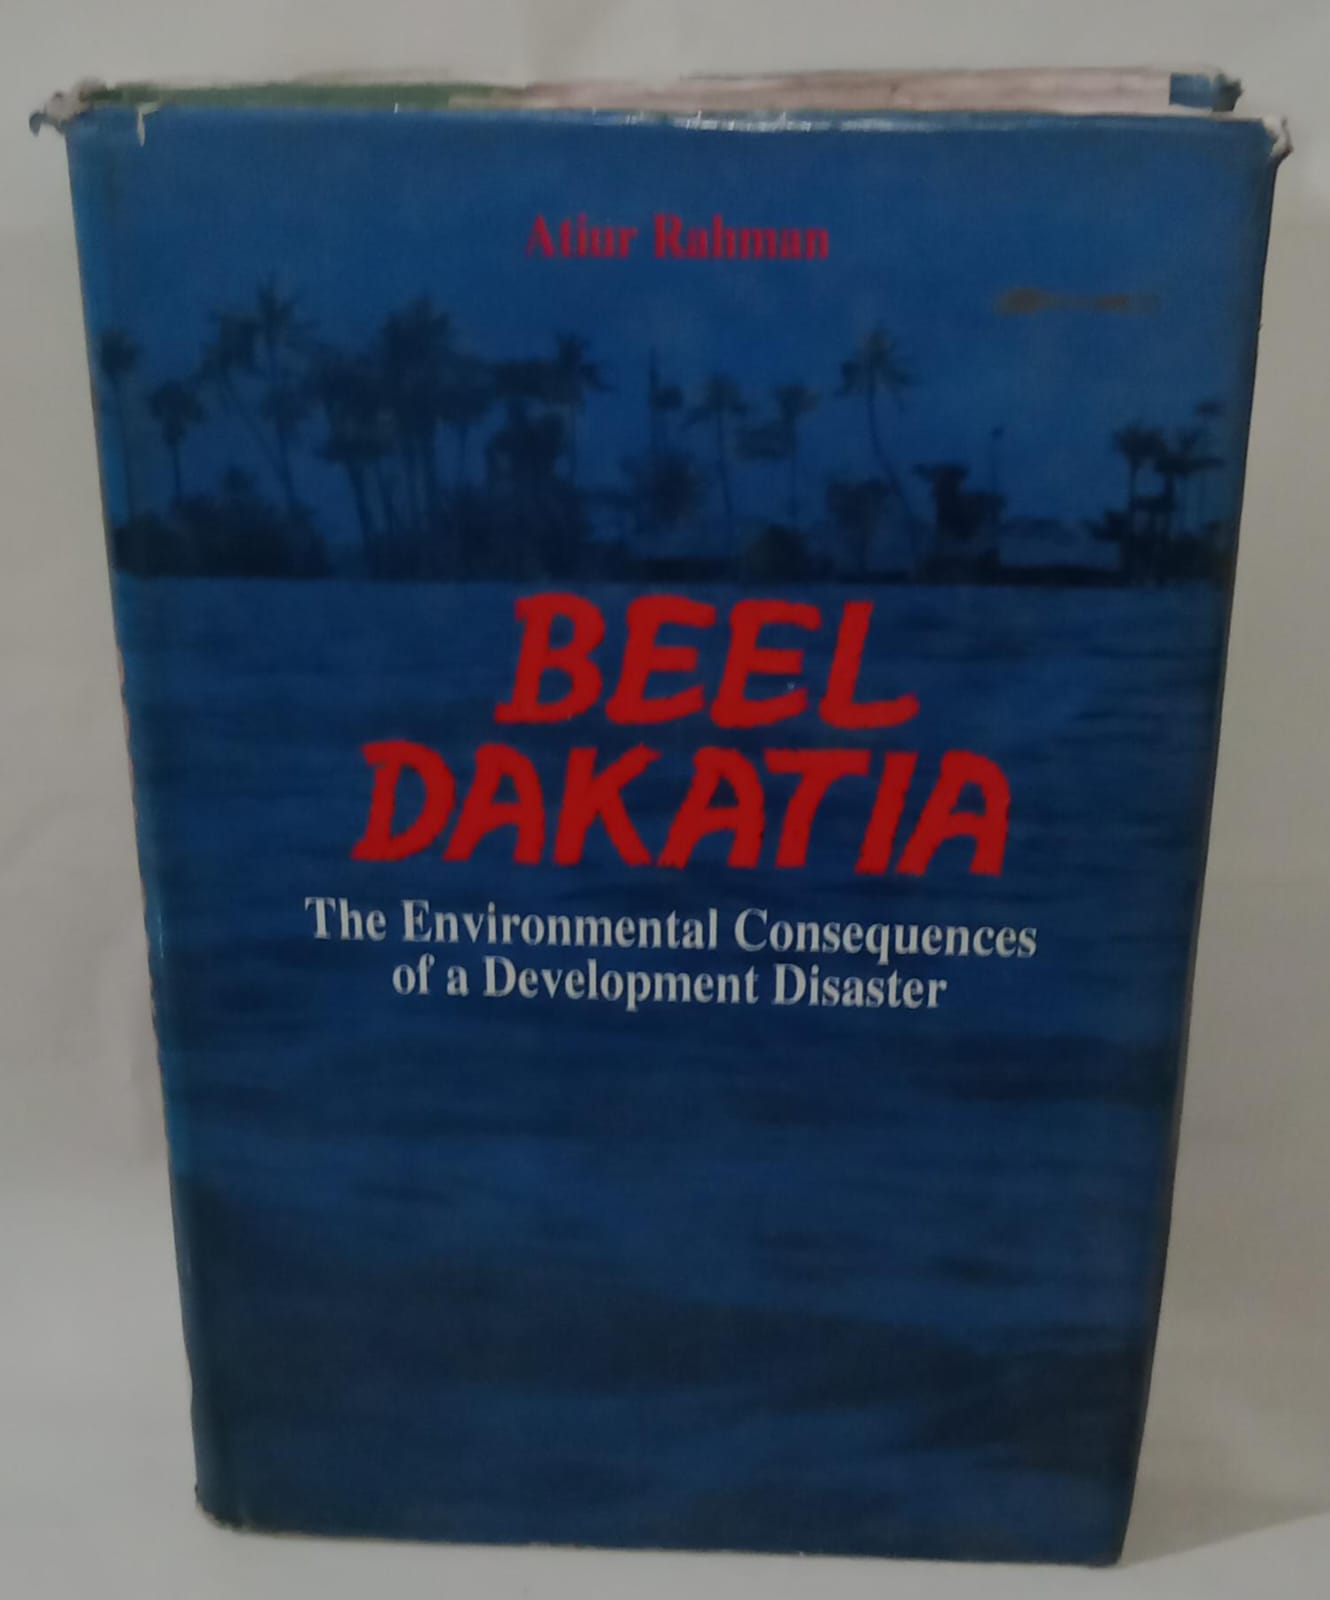 Atiur Rahman
BEEL
DAKATIA
The Environmental Consequences
of a Development Disaster